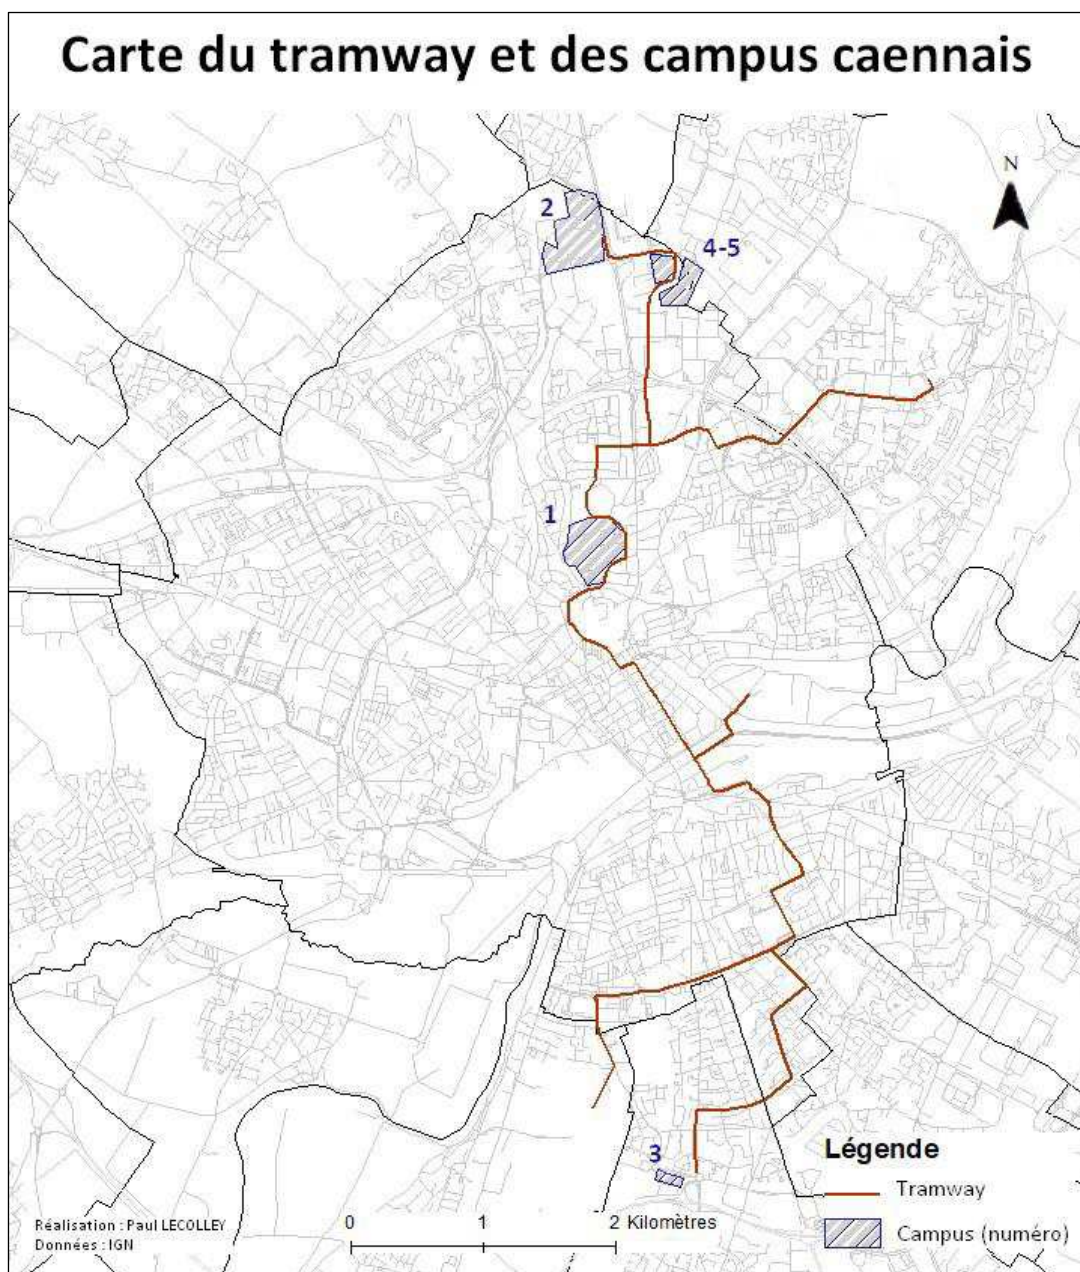 Carte du tramway et des campus caennais
N
2
4-5
1
3
Légende
Tramway
Campus (numéro)
0 1 2 Kilomètres
Réalisation : Paul LECOLLEY
Données : IGN